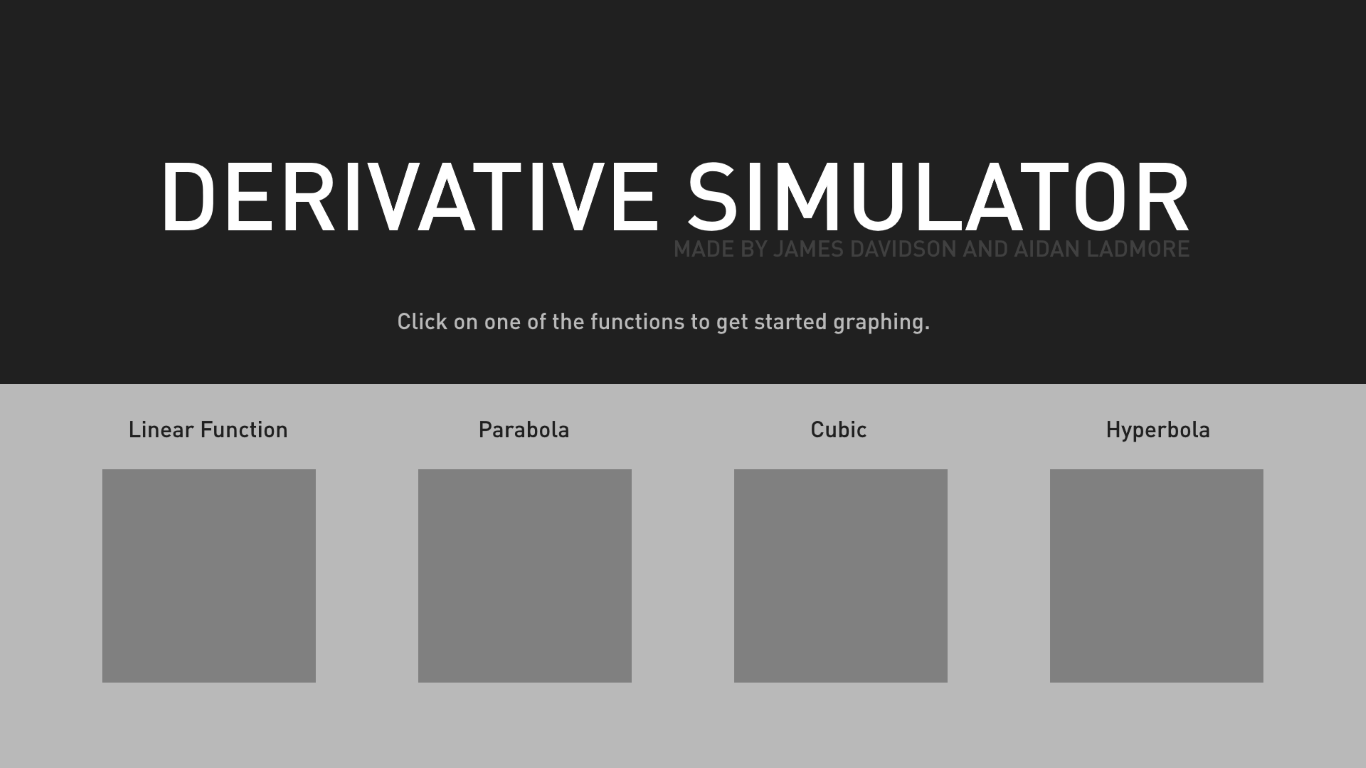 DERIVATIVE SIMULATOR
MADE BY JAMES DAVIDSON AND AIDAN LADMORE
Click on one of the functions to get started graphing.
Linear Function
Parabola
Cubic
Hyperbola